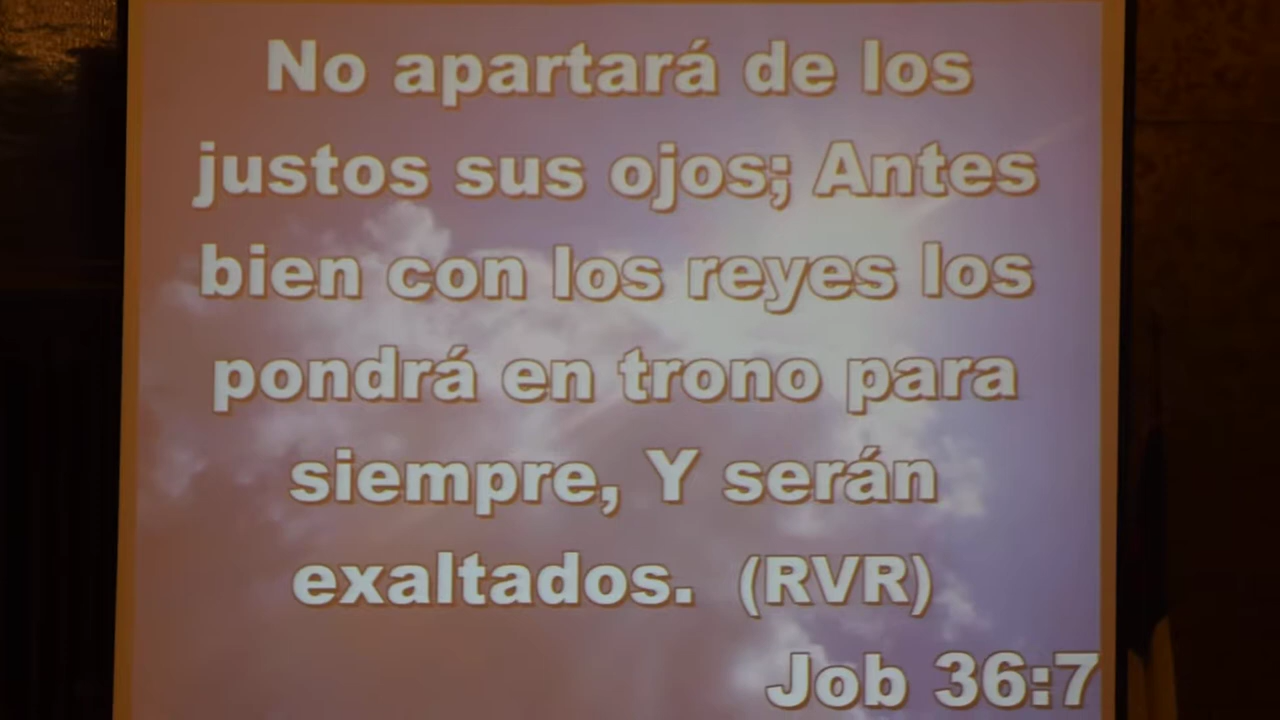 No apartará de los
justos sus ojos; Antes
bien con los reyes los
pondrá en trono para
siempre, Y serán
exaltados. (RVR)
Job 36:7